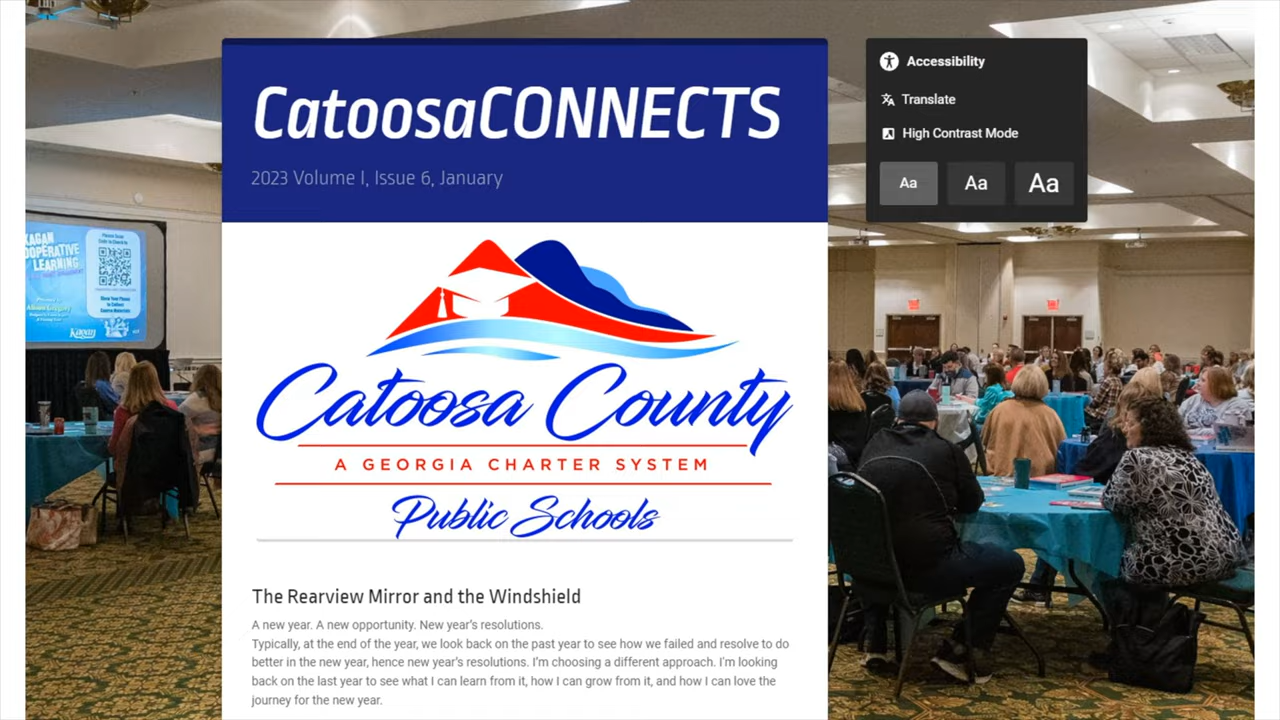 CatoosaCONNECTS
2023 Volume I, Issue 6, January
Accessibility
Translate
High Contrast Mode
Aa Aa Aa
KAGAN
COOPERATIVE
LEARNING
Kagan
Catoosa County
A GEORGIA CHARTER SYSTEM
Public Schools
The Rearview Mirror and the Windshield
A new year. A new opportunity. New year's resolutions.
Typically, at the end of the year, we look back on the past year to see how we failed and resolve to do
better in the new year, hence new year's resolutions. I'm choosing a different approach. I'm looking
back on the last year to see what I can learn from it, how I can grow from it, and how I can love the
journey for the new year.